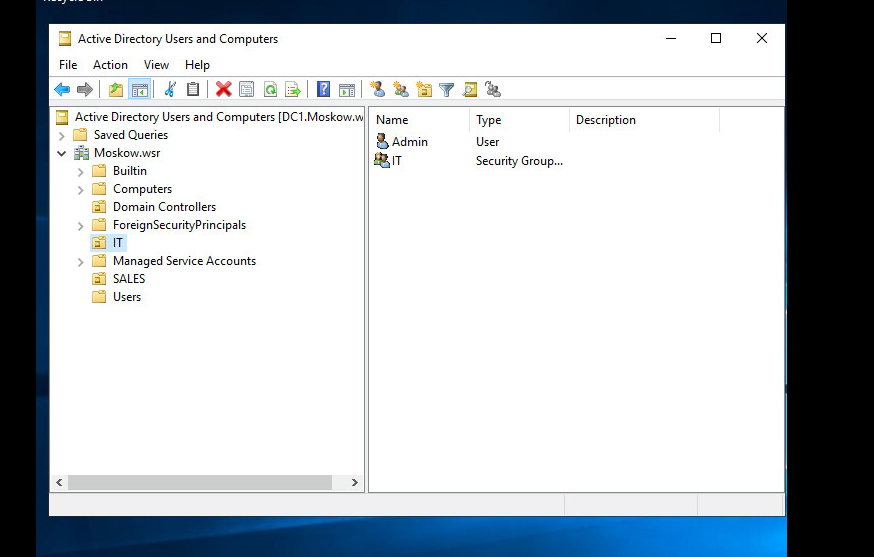 Recycle Bin
Active Directory Users and Computers
File Action View Help
Active Directory Users and Computers [DC1.Moskow.w
Saved Queries
Moskow.wsr
Builtin
Computers
Domain Controllers
ForeignSecurityPrincipals
IT
Managed Service Accounts
SALES
Users
Name Type Description
Admin User
IT Security Group...